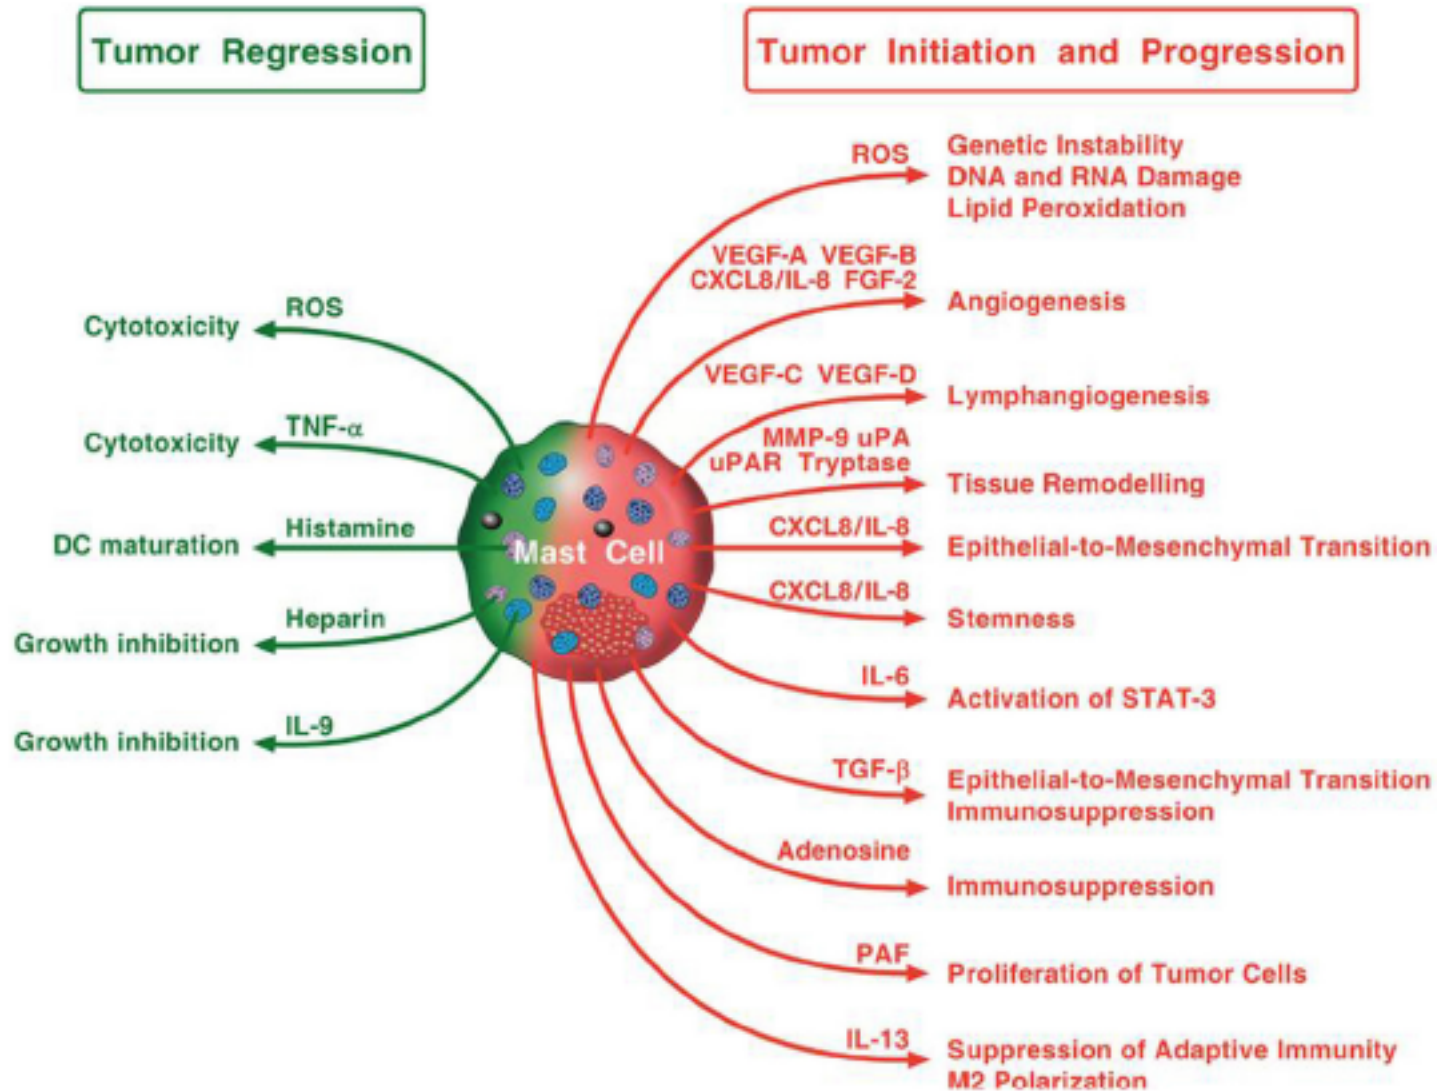 Tumor Regression
Tumor Initiation and Progression
ROS
Cytotoxicity
TNF-α
Cytotoxicity
Histamine
DC maturation
Heparin
Growth inhibition
IL-9
Growth inhibition
Mast Cell
ROS
Genetic Instability
DNA and RNA Damage
Lipid Peroxidation
VEGF-A VEGF-B
CXCL8/IL-8 FGF-2
Angiogenesis
VEGF-C VEGF-D
Lymphangiogenesis
MMP-9 uPA
uPAR Tryptase
Tissue Remodelling
CXCL8/IL-8
Epithelial-to-Mesenchymal Transition
CXCL8/IL-8
Stemness
IL-6
Activation of STAT-3
TGF-β
Epithelial-to-Mesenchymal Transition
Immunosuppression
Adenosine
Immunosuppression
PAF
Proliferation of Tumor Cells
IL-13
Suppression of Adaptive Immunity
M2 Polarization